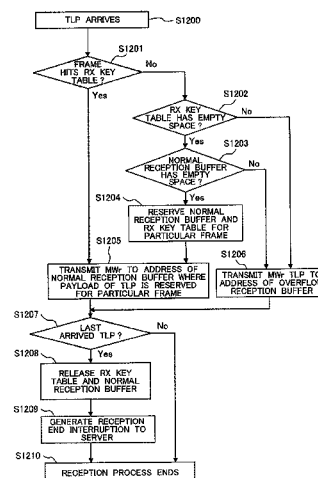 TLP ARRIVES
S1200
S1201
FRAME
HITS RX KEY
TABLE ?
No
Yes
S1202
RX KEY
TABLE HAS EMPTY
SPACE ?
No
Yes
S1203
NORMAL
RECEPTION BUFFER
HAS EMPTY
SPACE ?
No
Yes
S1204
RESERVE NORMAL
RECEPTION BUFFER AND
RX KEY TABLE FOR
PARTICULAR FRAME
S1205
TRANSMIT MWr TO ADDRESS OF
NORMAL RECEPTION BUFFER WHERE
PAYLOAD OF TLP IS RESERVED
FOR PARTICULAR FRAME
S1206
TRANSMIT MWr TLP TO
ADDRESS OF OVERFLOW
RECEPTION BUFFER
S1207
LAST
ARRIVED TLP ?
No
Yes
S1208
RELEASE RX KEY
TABLE AND NORMAL
RECEPTION BUFFER
S1209
GENERATE RECEPTION
END INTERRUPTION TO
SERVER
S1210
RECEPTION PROCESS ENDS